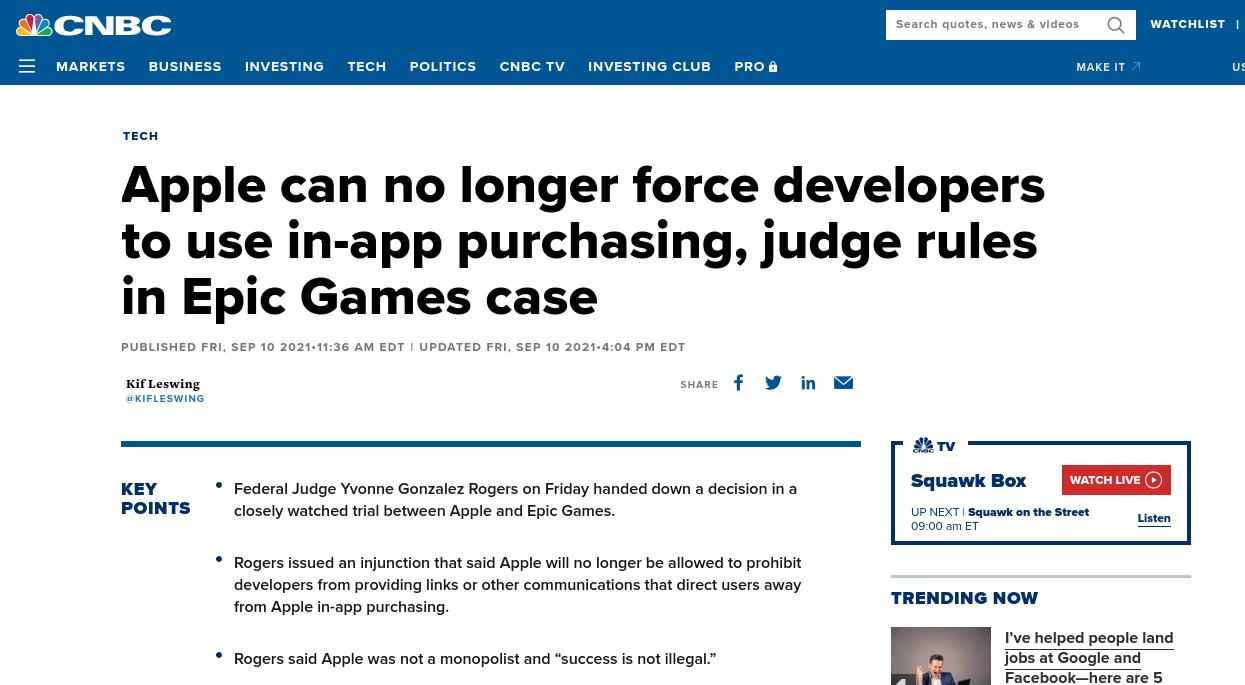 CNBC
Search quotes, news & videos
WATCHLIST |
MARKETS BUSINESS INVESTING TECH POLITICS CNBC TV INVESTING CLUB PRO
MAKE IT
US
TECH
Apple can no longer force developers
to use in-app purchasing, judge rules
in Epic Games case
PUBLISHED FRI, SEP 10 2021•11:36 AM EDT | UPDATED FRI, SEP 10 2021•4:04 PM EDT
Kif Leswing
@KIFLESWING
SHARE
KEY
POINTS
• Federal Judge Yvonne Gonzalez Rogers on Friday handed down a decision in a
closely watched trial between Apple and Epic Games.
• Rogers issued an injunction that said Apple will no longer be allowed to prohibit
developers from providing links or other communications that direct users away
from Apple in-app purchasing.
• Rogers said Apple was not a monopolist and “success is not illegal.”
CNBC TV
Squawk Box
WATCH LIVE
UP NEXT | Squawk on the Street
09:00 am ET
Listen
TRENDING NOW
1
I’ve helped people land
jobs at Google and
Facebook—here are 5